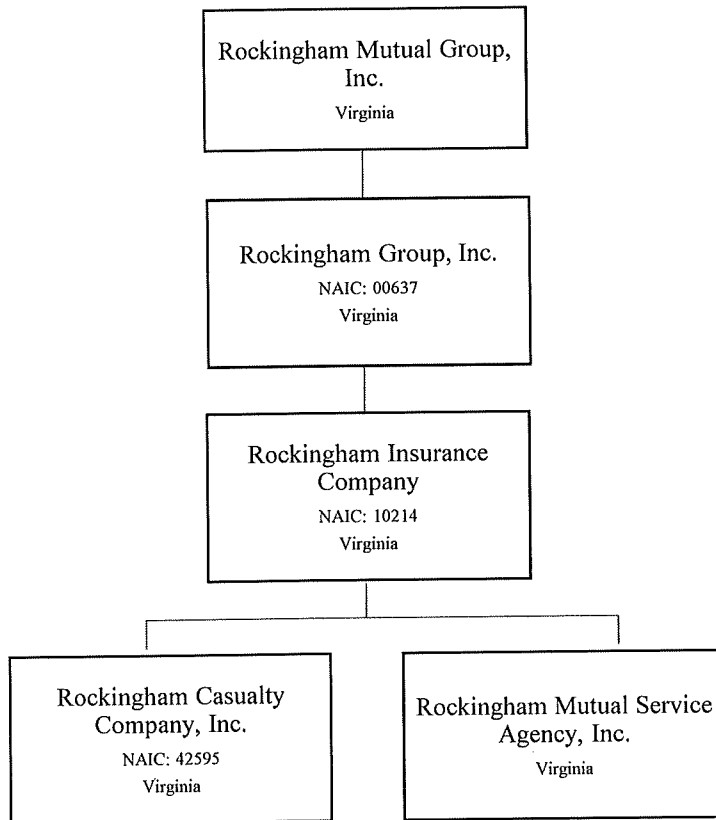 Rockingham Mutual Group,
Inc.
Virginia
Rockingham Group, Inc.
NAIC: 00637
Virginia
Rockingham Insurance
Company
NAIC: 10214
Virginia
Rockingham Casualty
Company, Inc.
NAIC: 42595
Virginia
Rockingham Mutual Service
Agency, Inc.
Virginia